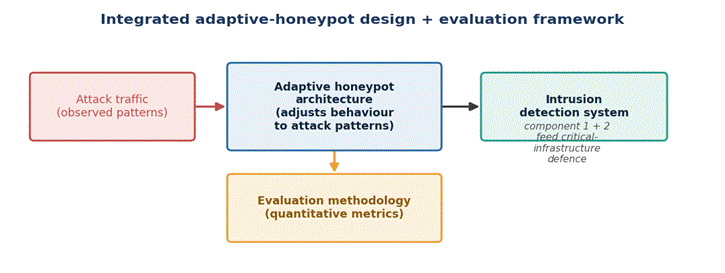 Integrated adaptive-honeypot design + evaluation framework
Attack traffic
(observed patterns)
Adaptive honeypot
architecture
(adjusts behaviour
to attack patterns)
Intrusion
detection system
component 1 + 2
feed critical-
infrastructure
defence
Evaluation methodology
(quantitative metrics)